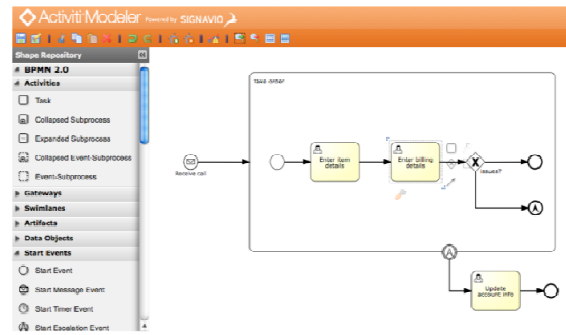 Activiti Modeler Powered by SIGNAVIO
Shape Repository
BPMN 2.0
Activities
Task
Collapsed Subprocess
Expanded Subprocess
Collapsed Event-Subprocess
Event-Subprocess
Gateways
Swimlanes
Artifacts
Data Objects
Start Events
Start Event
Start Message Event
Start Timer Event
Start Escalation Event
Take order
Receive call
Enter item
details
Enter billing
details
Issues?
Update
account info